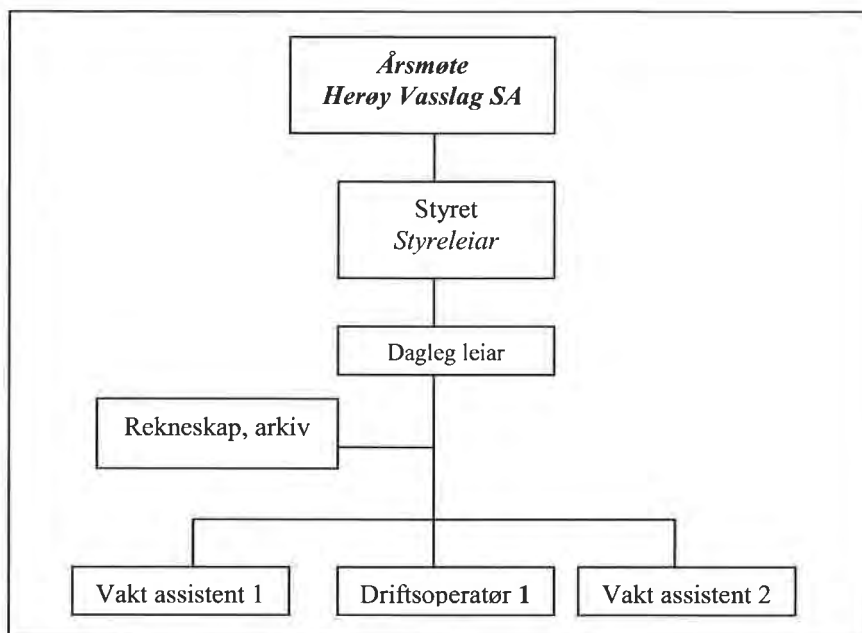 Årsmøte
Herøy Vasslag SA
Styret
Styreleiar
Dagleg leiar
Rekneskap, arkiv
Vakt assistent 1
Driftsoperatør 1
Vakt assistent 2